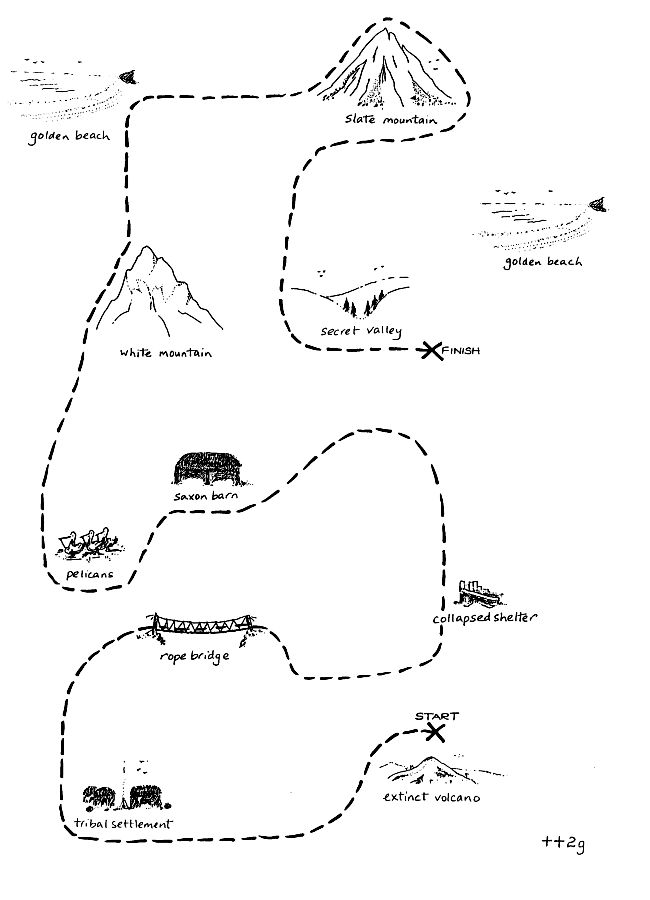 golden beach
slate mountain
golden beach
secret valley
white mountain
FINISH
saxon barn
pelicans
collapsed shelter
rope bridge
START
extinct volcano
tribal settlement
++2g